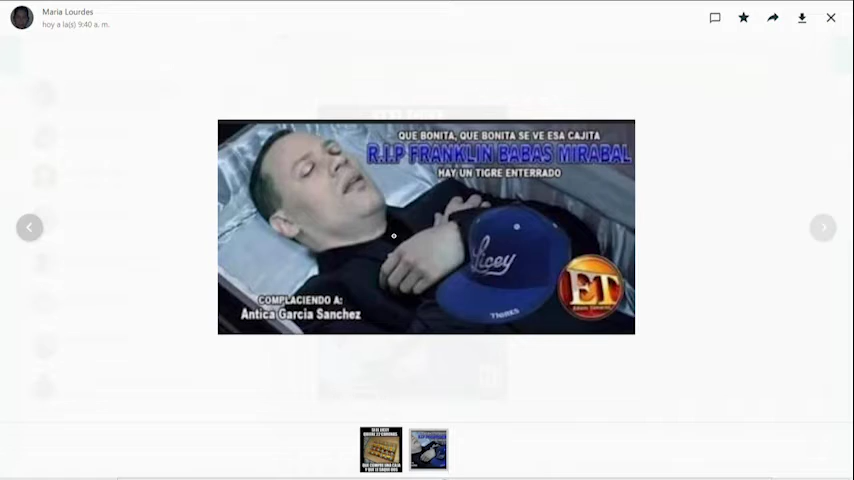 Maria Lourdes
hoy a la(s) 9:40 a. m.
QUE BONITA, QUE BONITA SE VE ESA CAJITA
R.I.P FRANKLIN BABAS MIRABAL
HAY UN TIGRE ENTERRADO
Licey
TIGRES
ET
COMPLACIENDO A:
Antica Garcia Sanchez